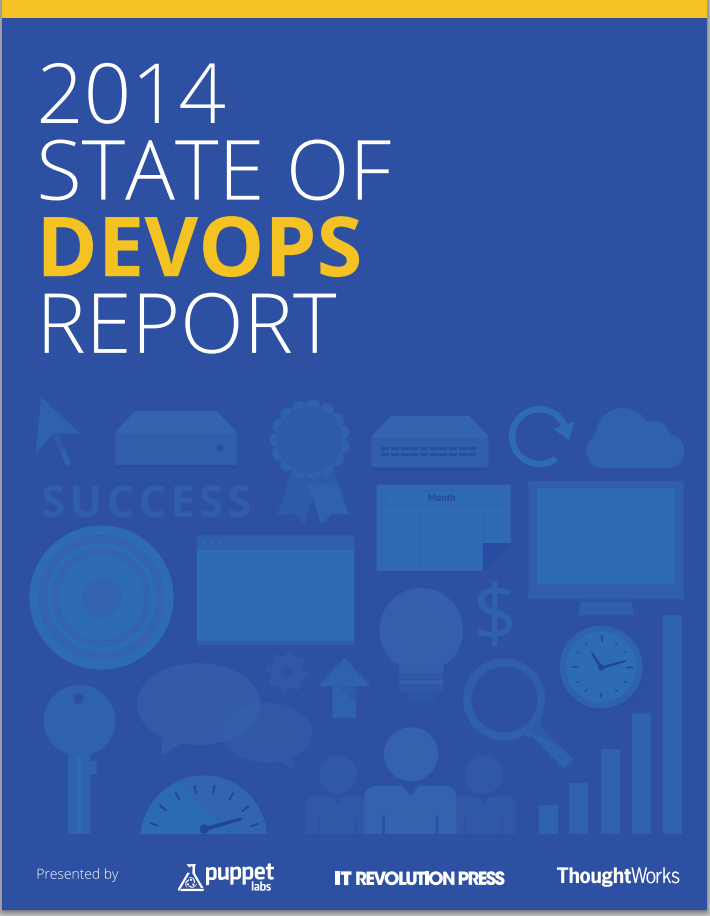 2014
STATE OF
DEVOPS
REPORT
SUCCESS
Month
$
Presented by
puppet
labs
IT REVOLUTION PRESS
ThoughtWorks